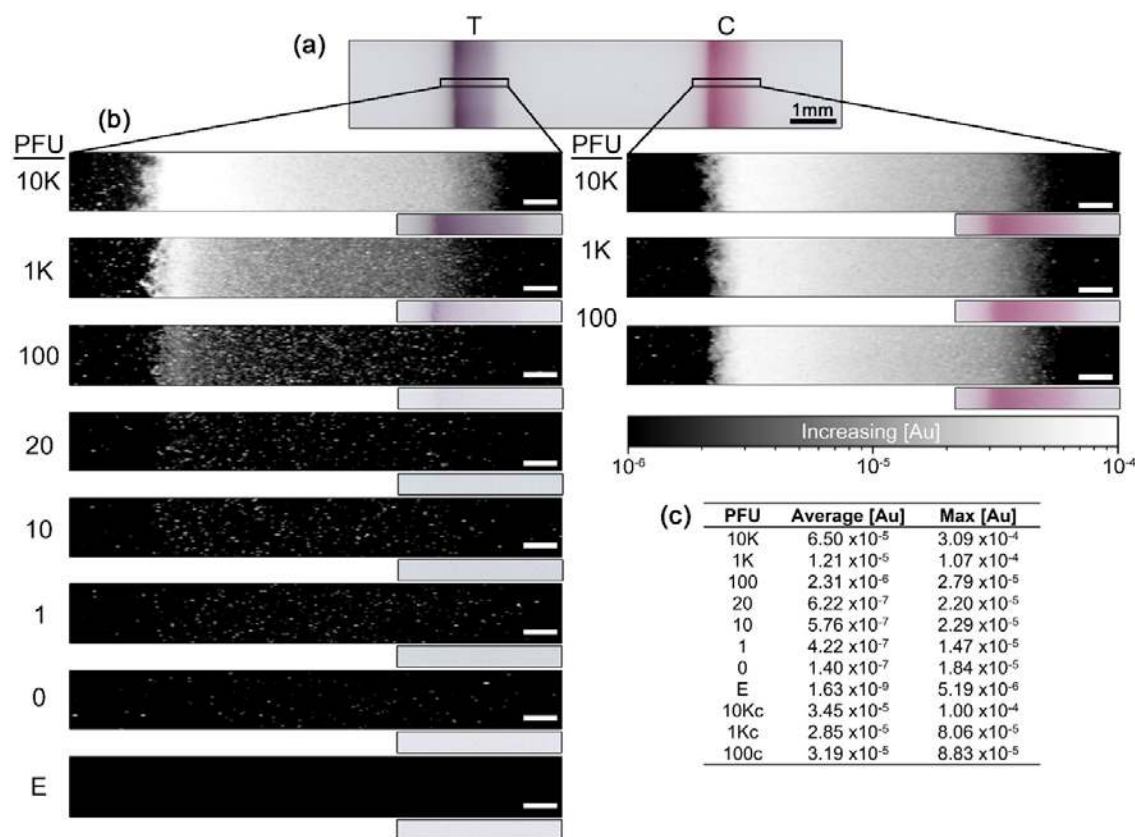 T C
(a)
1mm
(b)
PFU
10K
1K
100
20
10
1
0
E
PFU
10K
1K
100
Increasing [Au]
10⁻⁶ 10⁻⁵ 10⁻⁴
(c)
PFU Average [Au] Max [Au]
10K 6.50 x10⁻⁵ 3.09 x10⁻⁴
1K 1.21 x10⁻⁵ 1.07 x10⁻⁴
100 2.31 x10⁻⁶ 2.79 x10⁻⁵
20 6.22 x10⁻⁷ 2.20 x10⁻⁵
10 5.76 x10⁻⁷ 2.29 x10⁻⁵
1 4.22 x10⁻⁷ 1.47 x10⁻⁵
0 1.40 x10⁻⁷ 1.84 x10⁻⁵
E 1.63 x10⁻⁹ 5.19 x10⁻⁶
10Kc 3.45 x10⁻⁵ 1.00 x10⁻⁴
1Kc 2.85 x10⁻⁵ 8.06 x10⁻⁵
100c 3.19 x10⁻⁵ 8.83 x10⁻⁵